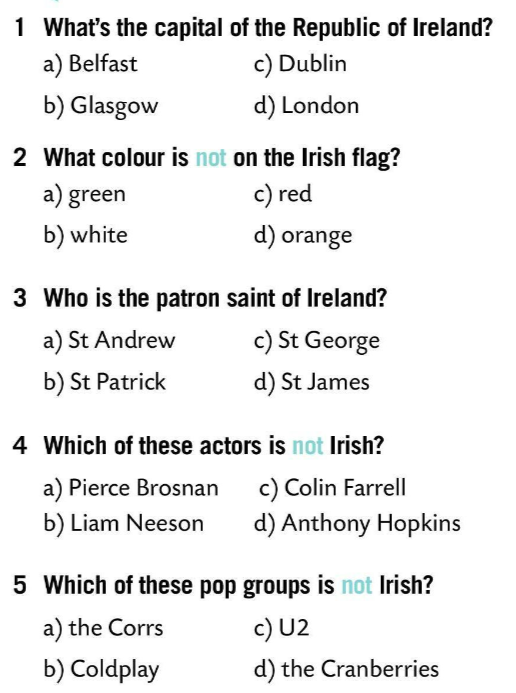 1 What's the capital of the Republic of Ireland?
a) Belfast c) Dublin
b) Glasgow d) London
2 What colour is not on the Irish flag?
a) green c) red
b) white d) orange
3 Who is the patron saint of Ireland?
a) St Andrew c) St George
b) St Patrick d) St James
4 Which of these actors is not Irish?
a) Pierce Brosnan c) Colin Farrell
b) Liam Neeson d) Anthony Hopkins
5 Which of these pop groups is not Irish?
a) the Corrs c) U2
b) Coldplay d) the Cranberries